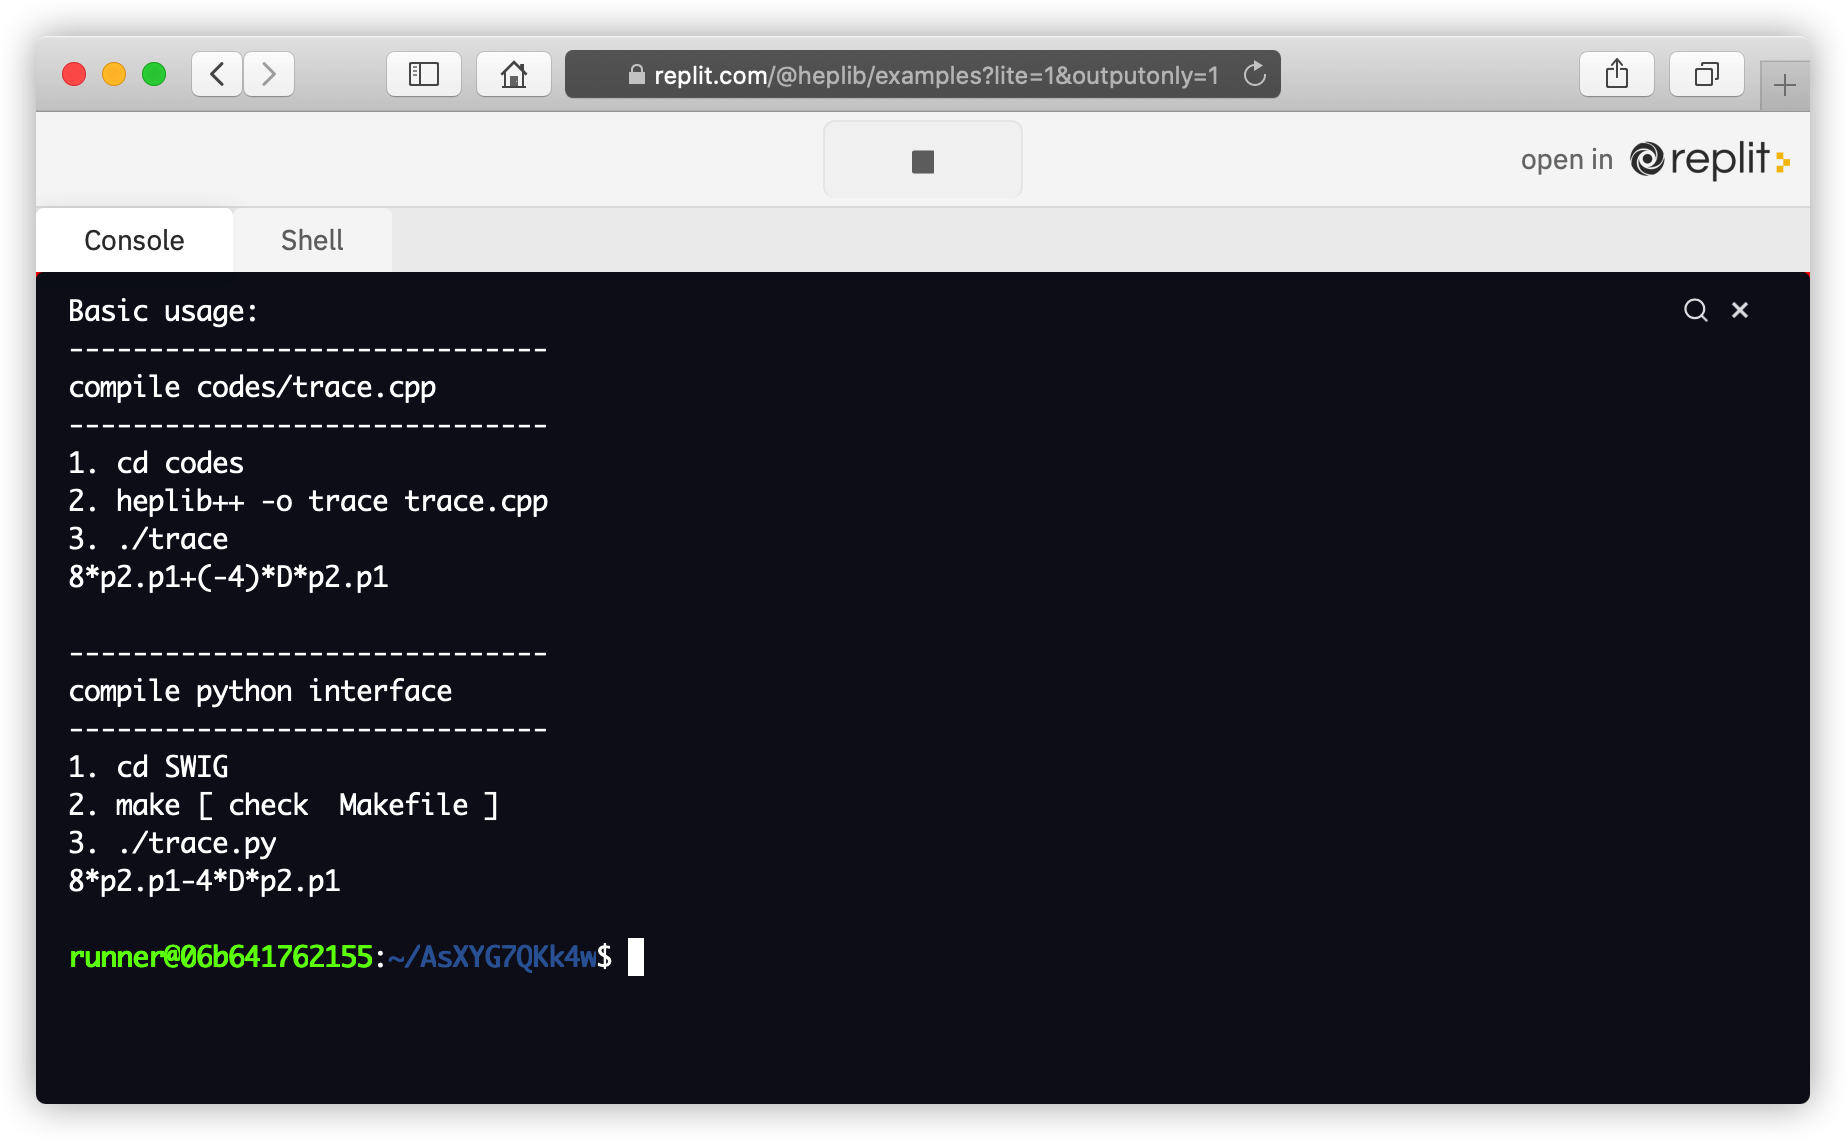 replit.com/@heplib/examples?lite=1&outputonly=1
open in replit
Console Shell
Basic usage:
------------------------------
compile codes/trace.cpp
------------------------------
1. cd codes
2. heplib++ -o trace trace.cpp
3. ./trace
8*p2.p1+(-4)*D*p2.p1
------------------------------
compile python interface
------------------------------
1. cd SWIG
2. make [ check  Makefile ]
3. ./trace.py
8*p2.p1-4*D*p2.p1
runner@06b641762155:~/AsXYG7QKk4w$